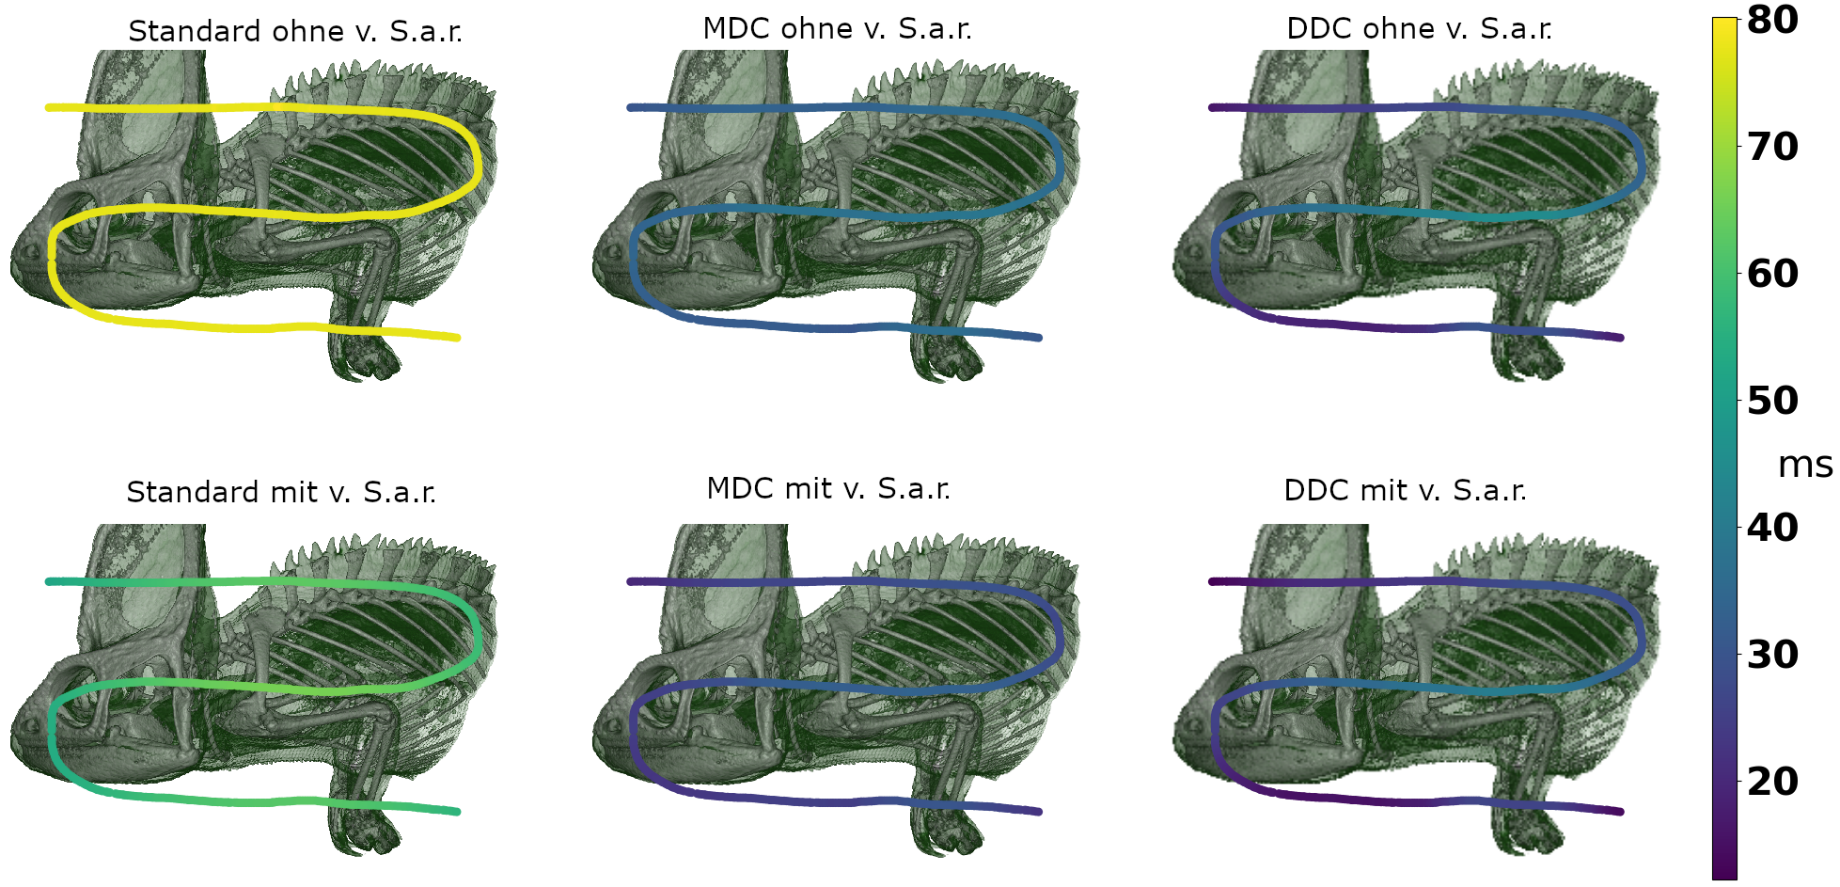 Standard ohne v. S.a.r.
MDC ohne v. S.a.r.
DDC ohne v. S.a.r.
80
70
60
50
ms
40
30
20
Standard mit v. S.a.r.
MDC mit v. S.a.r.
DDC mit v. S.a.r.